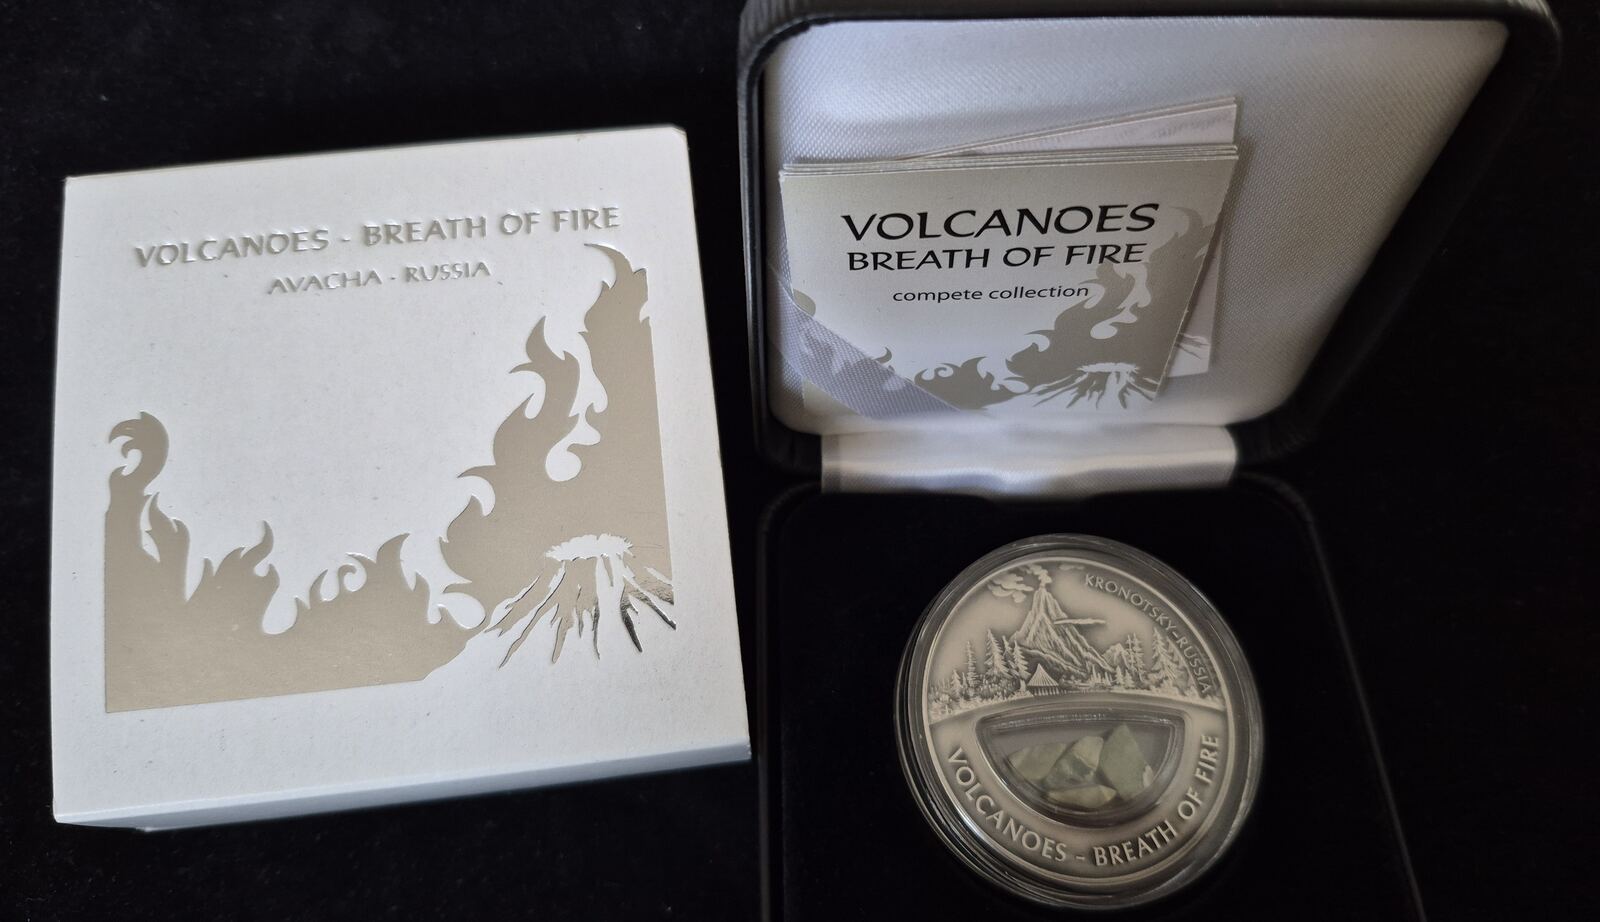 VOLCANOES - BREATH OF FIRE
AVACHA - RUSSIA
VOLCANOES
BREATH OF FIRE
compete collection
KRONOTSKY-RUSSIA
VOLCANOES - BREATH OF FIRE